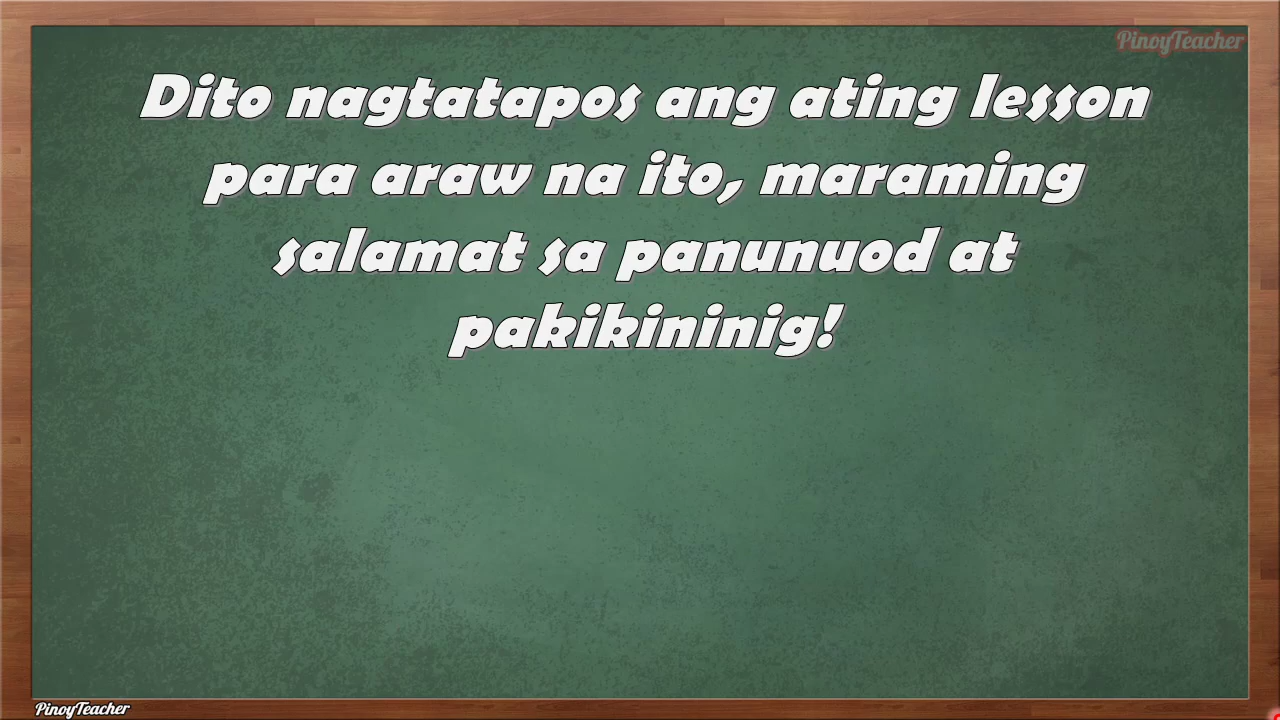 PinoyTeacher
Dito nagtatapos ang ating lesson
para araw na ito, maraming
salamat sa panunuod at
pakikininig!
PinoyTeacher